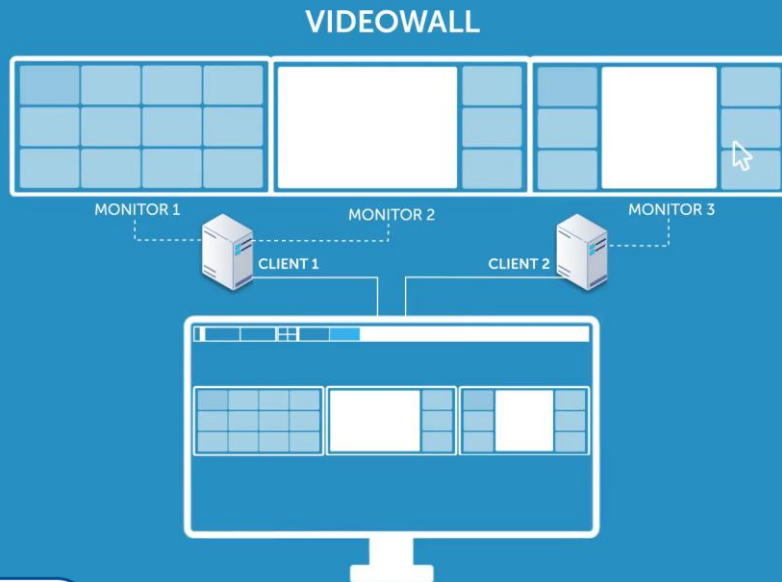 VIDEOWALL
MONITOR 1
MONITOR 2
MONITOR 3
CLIENT 1
CLIENT 2